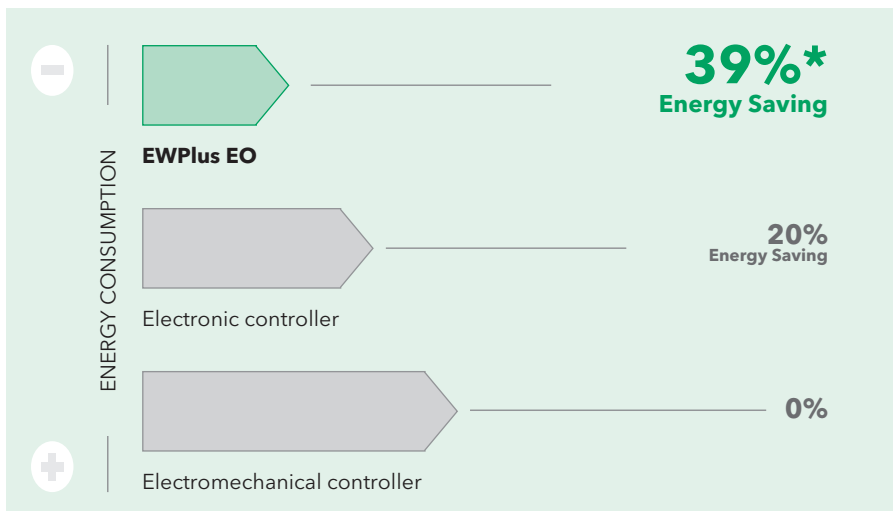 39%*
Energy Saving
EWPlus EO
ENERGY CONSUMPTION
20%
Energy Saving
Electronic controller
0%
Electromechanical controller